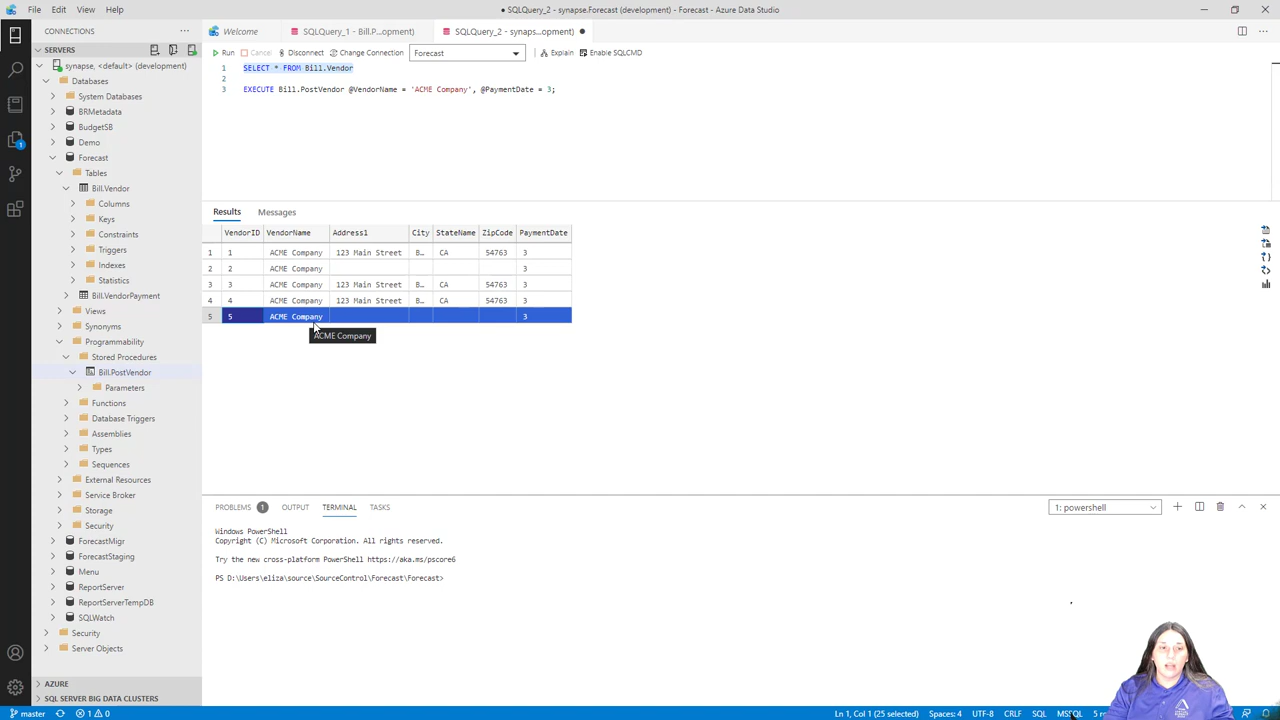 File Edit View Help
● SQLQuery_2 - synapse.Forecast (development) - Forecast - Azure Data Studio
CONNECTIONS
SERVERS
synapse, <default> (development)
Databases
System Databases
BRMetadata
BudgetSB
Demo
Forecast
Tables
Bill.Vendor
Columns
Keys
Constraints
Triggers
Indexes
Statistics
Bill.VendorPayment
Views
Synonyms
Programmability
Stored Procedures
Bill.PostVendor
Parameters
Functions
Database Triggers
Assemblies
Types
Sequences
External Resources
Service Broker
Storage
Security
ForecastMigr
ForecastStaging
Menu
ReportServer
ReportServerTempDB
SQLWatch
Security
Server Objects
AZURE
SQL SERVER BIG DATA CLUSTERS
1
Welcome SQLQuery_1 - Bill.P...opment) SQLQuery_2 - synaps...opment) ●
Run Cancel Disconnect Change Connection Forecast Explain Enable SQLCMD
1 SELECT * FROM Bill.Vendor
2
3 EXECUTE Bill.PostVendor @VendorName = 'ACME Company', @PaymentDate = 3;
Results Messages
VendorID VendorName Address1 City StateName ZipCode PaymentDate
1 1 ACME Company 123 Main Street B… CA 54763 3
2 2 ACME Company 3
3 3 ACME Company 123 Main Street B… CA 54763 3
4 4 ACME Company 123 Main Street B… CA 54763 3
5 5 ACME Company 3
ACME Company
PROBLEMS 1 OUTPUT TERMINAL TASKS
1: powershell
Windows PowerShell
Copyright (C) Microsoft Corporation. All rights reserved.
Try the new cross-platform PowerShell https://aka.ms/pscore6
PS D:\Users\eliza\source\SourceControl\Forecast\Forecast>
master 1 0
Ln 1, Col 1 (25 selected) Spaces: 4 UTF-8 CRLF SQL MSSQL